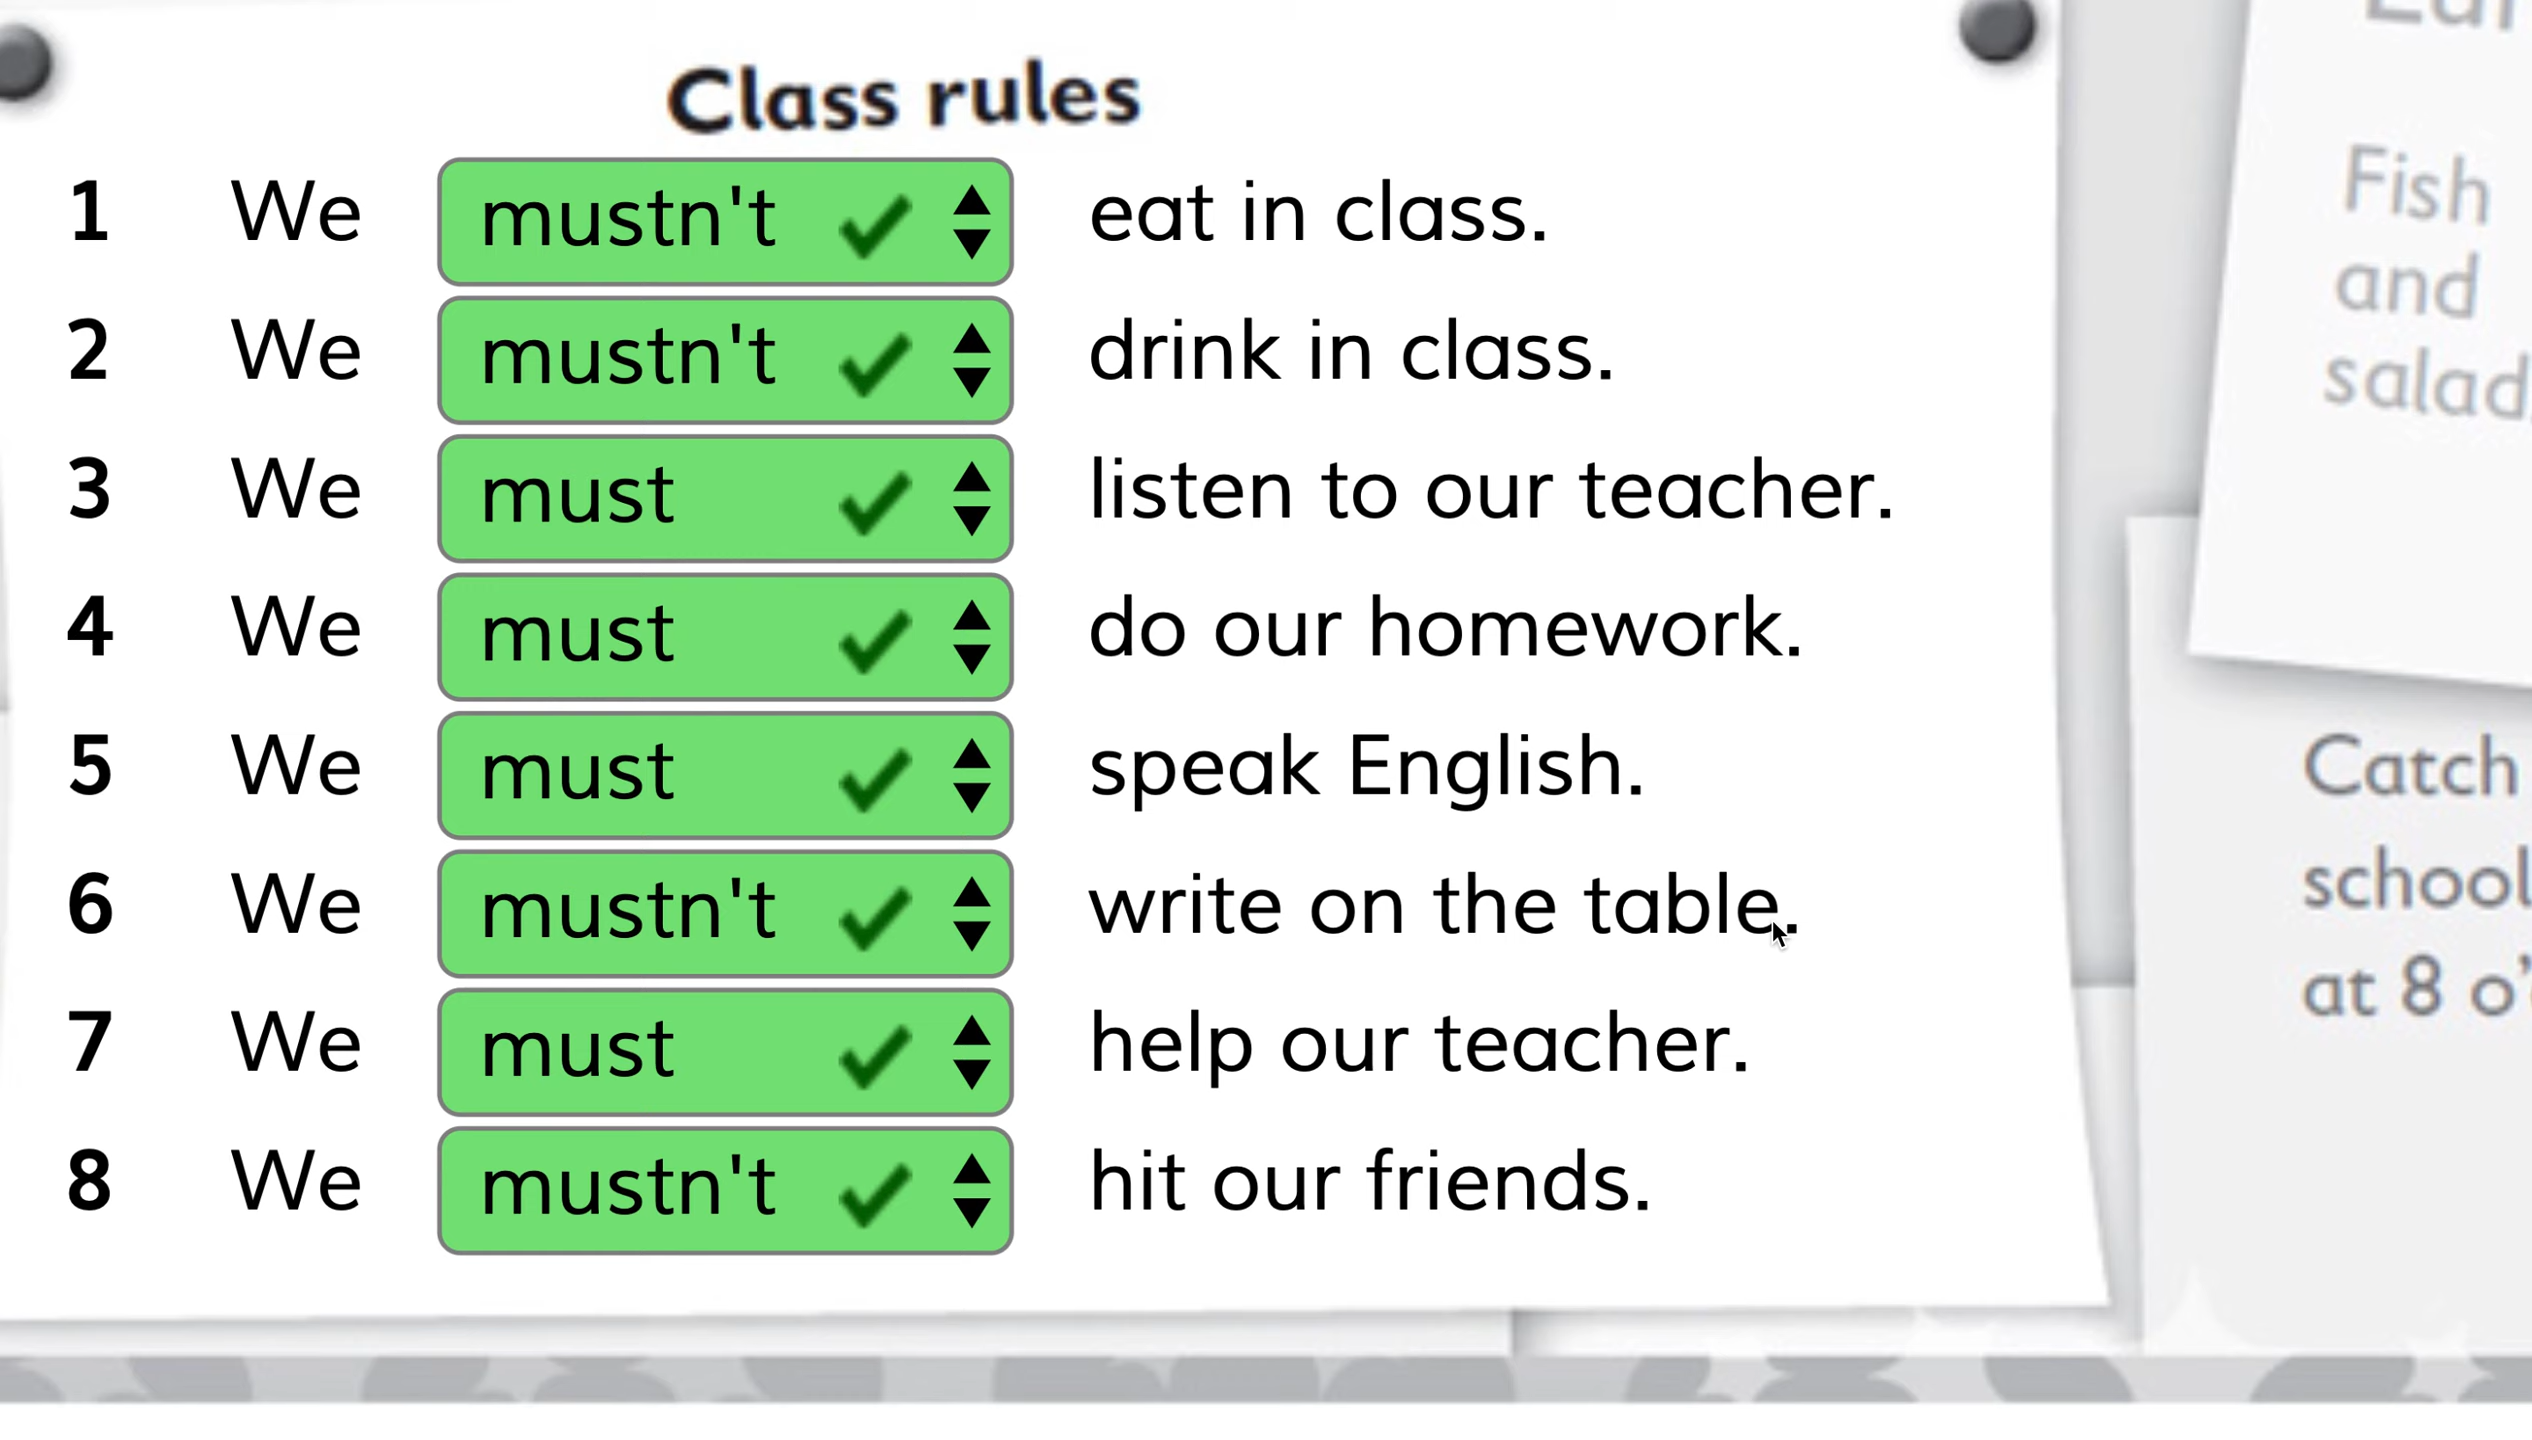 Class rules
1 We mustn't eat in class.
2 We mustn't drink in class.
3 We must listen to our teacher.
4 We must do our homework.
5 We must speak English.
6 We mustn't write on the table.
7 We must help our teacher.
8 We mustn't hit our friends.
Fish
and
salad
Catch
school
at 8